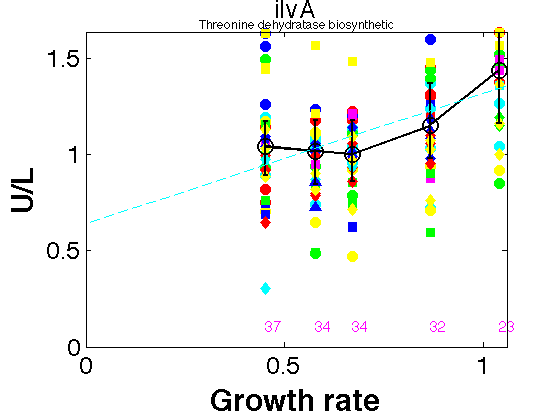 ilvA
Threonine dehydratase biosynthetic
1.5
1
0.5
0
U/L
37 34 34 32 23
0 0.5 1
Growth rate